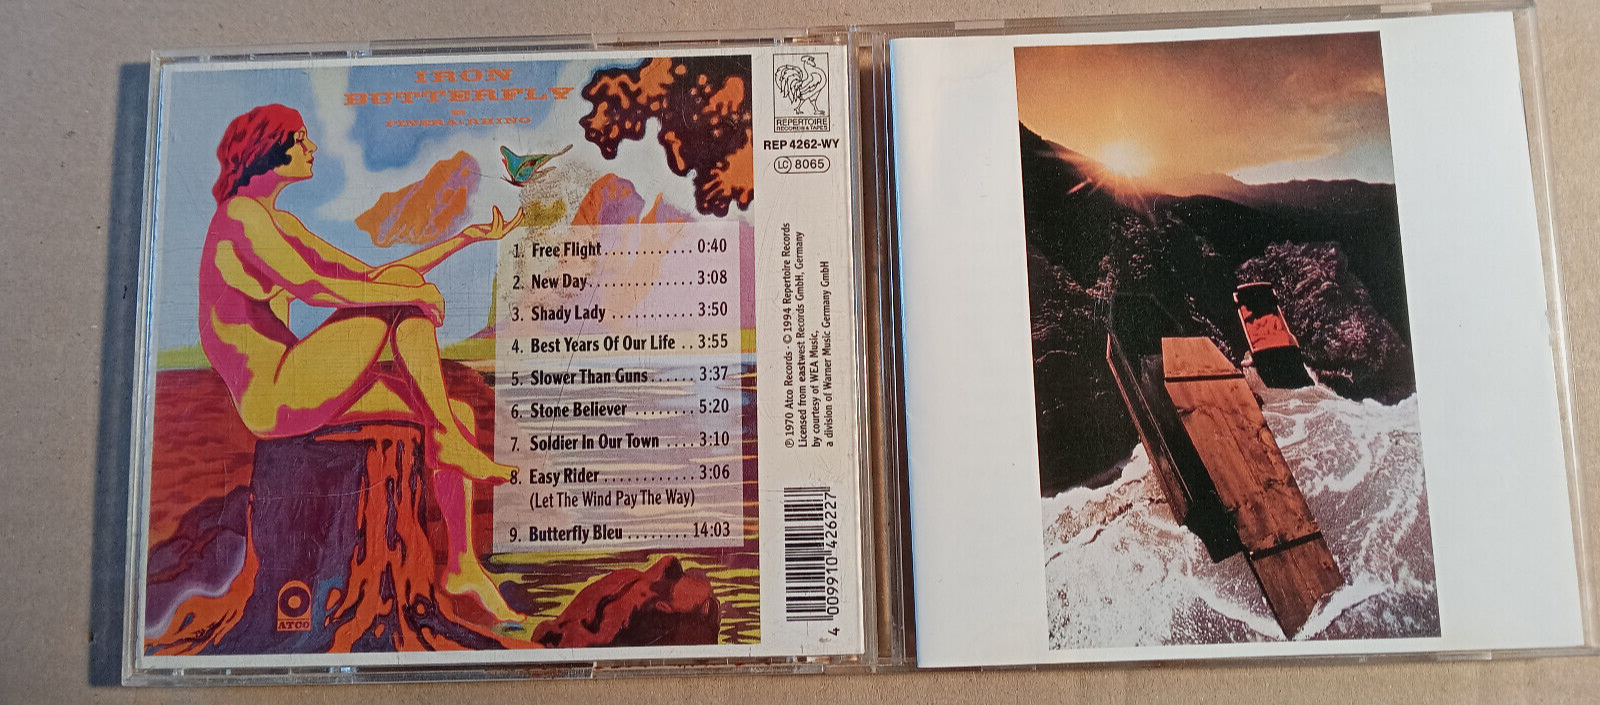 IRON
BUTTERFLY
PINERA-RHINO
1. Free Flight ............ 0:40
2. New Day ............. 3:08
3. Shady Lady ........... 3:50
4. Best Years Of Our Life .. 3:55
5. Slower Than Guns ...... 3:37
6. Stone Believer ........ 5:20
7. Soldier In Our Town .... 3:10
8. Easy Rider ............ 3:06
(Let The Wind Pay The Way)
9. Butterfly Bleu ........ 14:03
ATCO
REPERTOIRE
RECORDS & TAPES
REP 4262-WY
LC 8065
℗ 1970 Atco Records · © 1994 Repertoire Records
Licensed from eastwest Records GmbH, Germany
by courtesy of WEA Music,
a division of Warner Music Germany GmbH
4 009910 426227